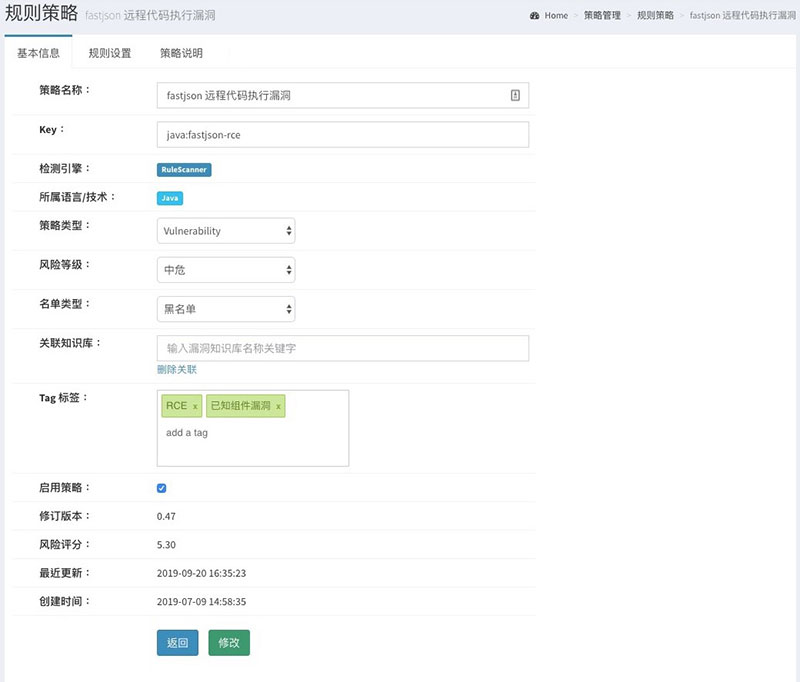 规则策略 fastjson 远程代码执行漏洞
Home > 策略管理 > 规则策略 > fastjson 远程代码执行漏洞
基本信息 规则设置 策略说明
策略名称： fastjson 远程代码执行漏洞
Key： java:fastjson-rce
检测引擎： RuleScanner
所属语言/技术： Java
策略类型： Vulnerability
风险等级： 中危
名单类型： 黑名单
关联知识库： 输入漏洞知识库名称关键字
删除关联
Tag 标签： RCE x 已知组件漏洞 x
add a tag
启用策略：
修订版本： 0.47
风险评分： 5.30
最近更新： 2019-09-20 16:35:23
创建时间： 2019-07-09 14:58:35
返回 修改